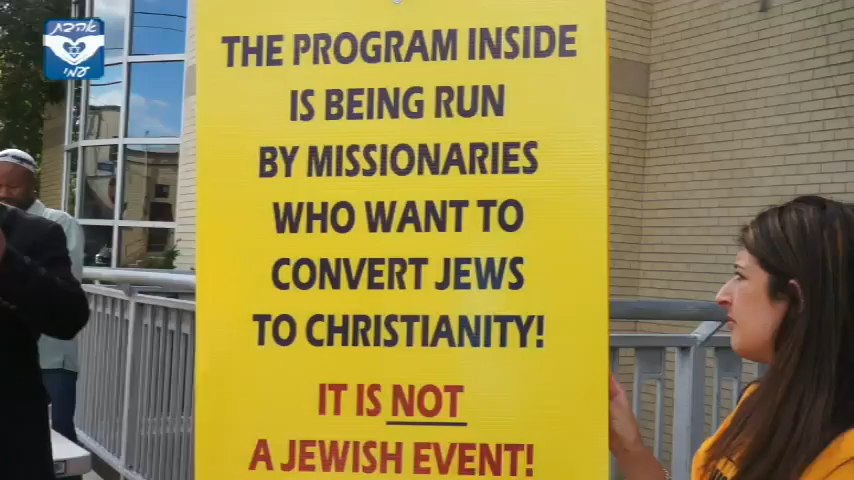 אהבת
עמי
THE PROGRAM INSIDE
IS BEING RUN
BY MISSIONARIES
WHO WANT TO
CONVERT JEWS
TO CHRISTIANITY!
IT IS NOT
A JEWISH EVENT!